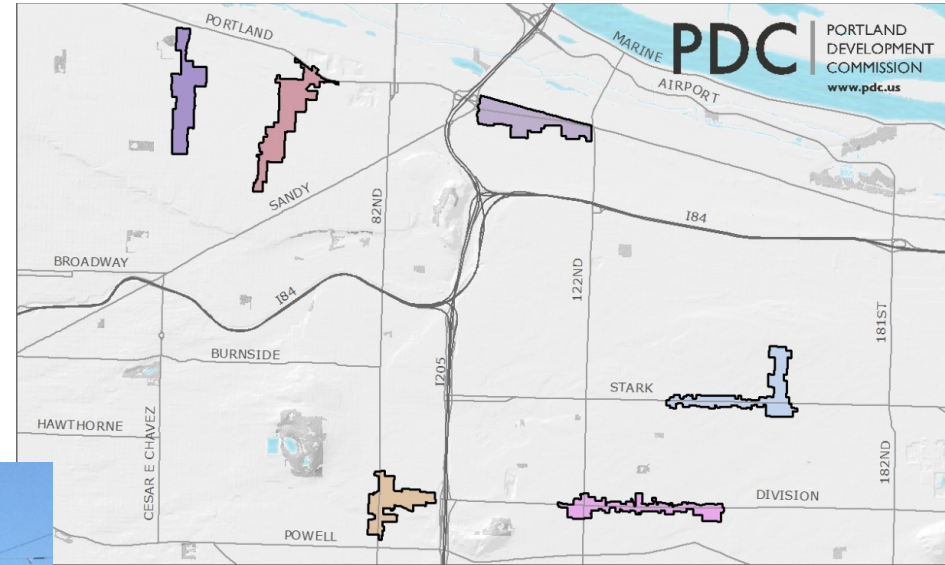 PORTLAND
MARINE
PDC
PORTLAND
DEVELOPMENT
COMMISSION
www.pdc.us
AIRPORT
SANDY
82ND
I84
BROADWAY
I84
122ND
181ST
BURNSIDE
I205
STARK
HAWTHORNE
CESAR E CHAVEZ
182ND
DIVISION
POWELL